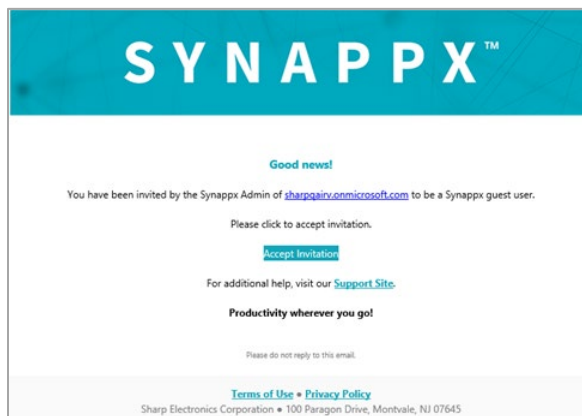 SYNAPPX™
Good news!
You have been invited by the Synappx Admin of sharpqairv.onmicrosoft.com to be a Synappx guest user.
Please click to accept invitation.
Accept Invitation
For additional help, visit our Support Site.
Productivity wherever you go!
Please do not reply to this email.
Terms of Use ● Privacy Policy
Sharp Electronics Corporation ● 100 Paragon Drive, Montvale, NJ 07645